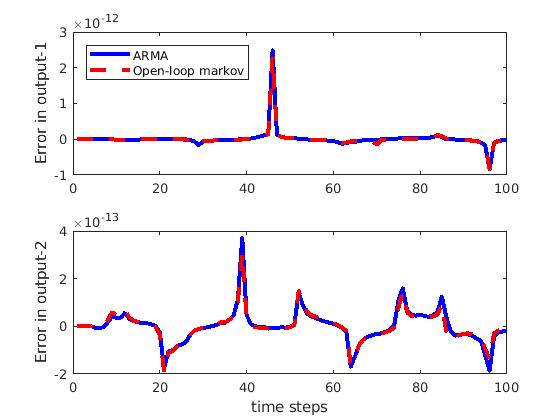 ×10^-12
3
2
1
0
-1
Error in output-1
ARMA
Open-loop markov
0 20 40 60 80 100
×10^-13
4
2
0
-2
Error in output-2
0 20 40 60 80 100
time steps